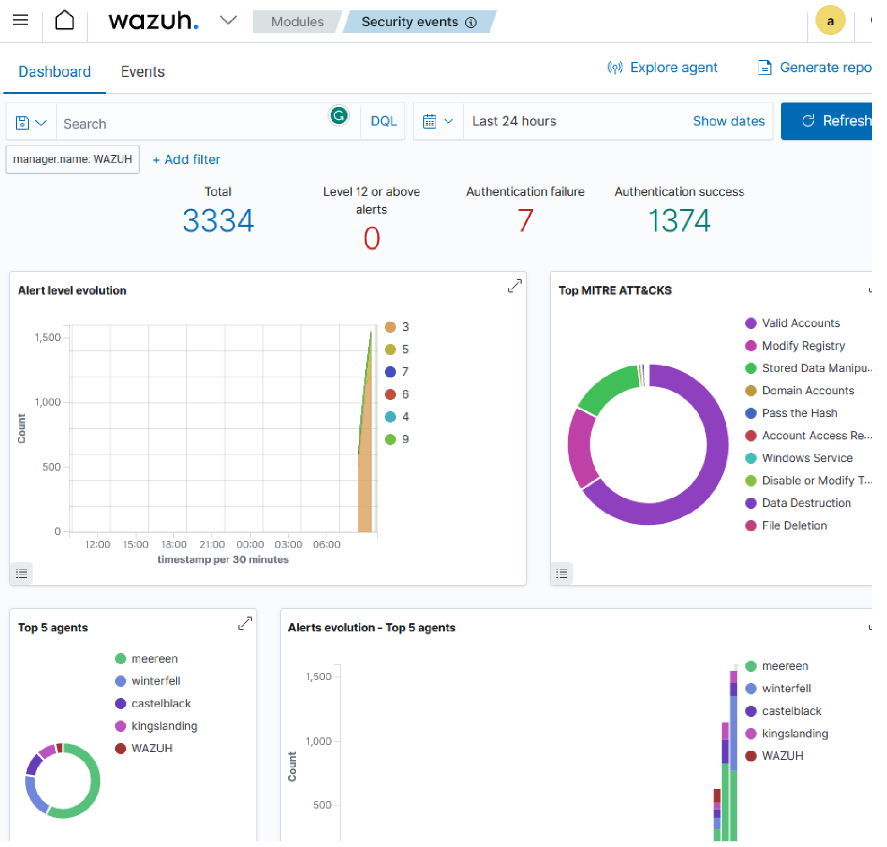 wazuh.
Modules
Security events
a
Dashboard
Events
Explore agent
Generate repo
Search
DQL
Last 24 hours
Show dates
Refresh
manager.name: WAZUH
+ Add filter
Total
3334
Level 12 or above
alerts
0
Authentication failure
7
Authentication success
1374
Alert level evolution
1,500
1,000
500
0
Count
12:00 15:00 18:00 21:00 00:00 03:00 06:00
timestamp per 30 minutes
3
5
7
6
4
9
Top MITRE ATT&CKS
Valid Accounts
Modify Registry
Stored Data Manipu...
Domain Accounts
Pass the Hash
Account Access Re...
Windows Service
Disable or Modify T...
Data Destruction
File Deletion
Top 5 agents
meereen
winterfell
castelblack
kingslanding
WAZUH
Alerts evolution - Top 5 agents
1,500
1,000
500
Count
meereen
winterfell
castelblack
kingslanding
WAZUH